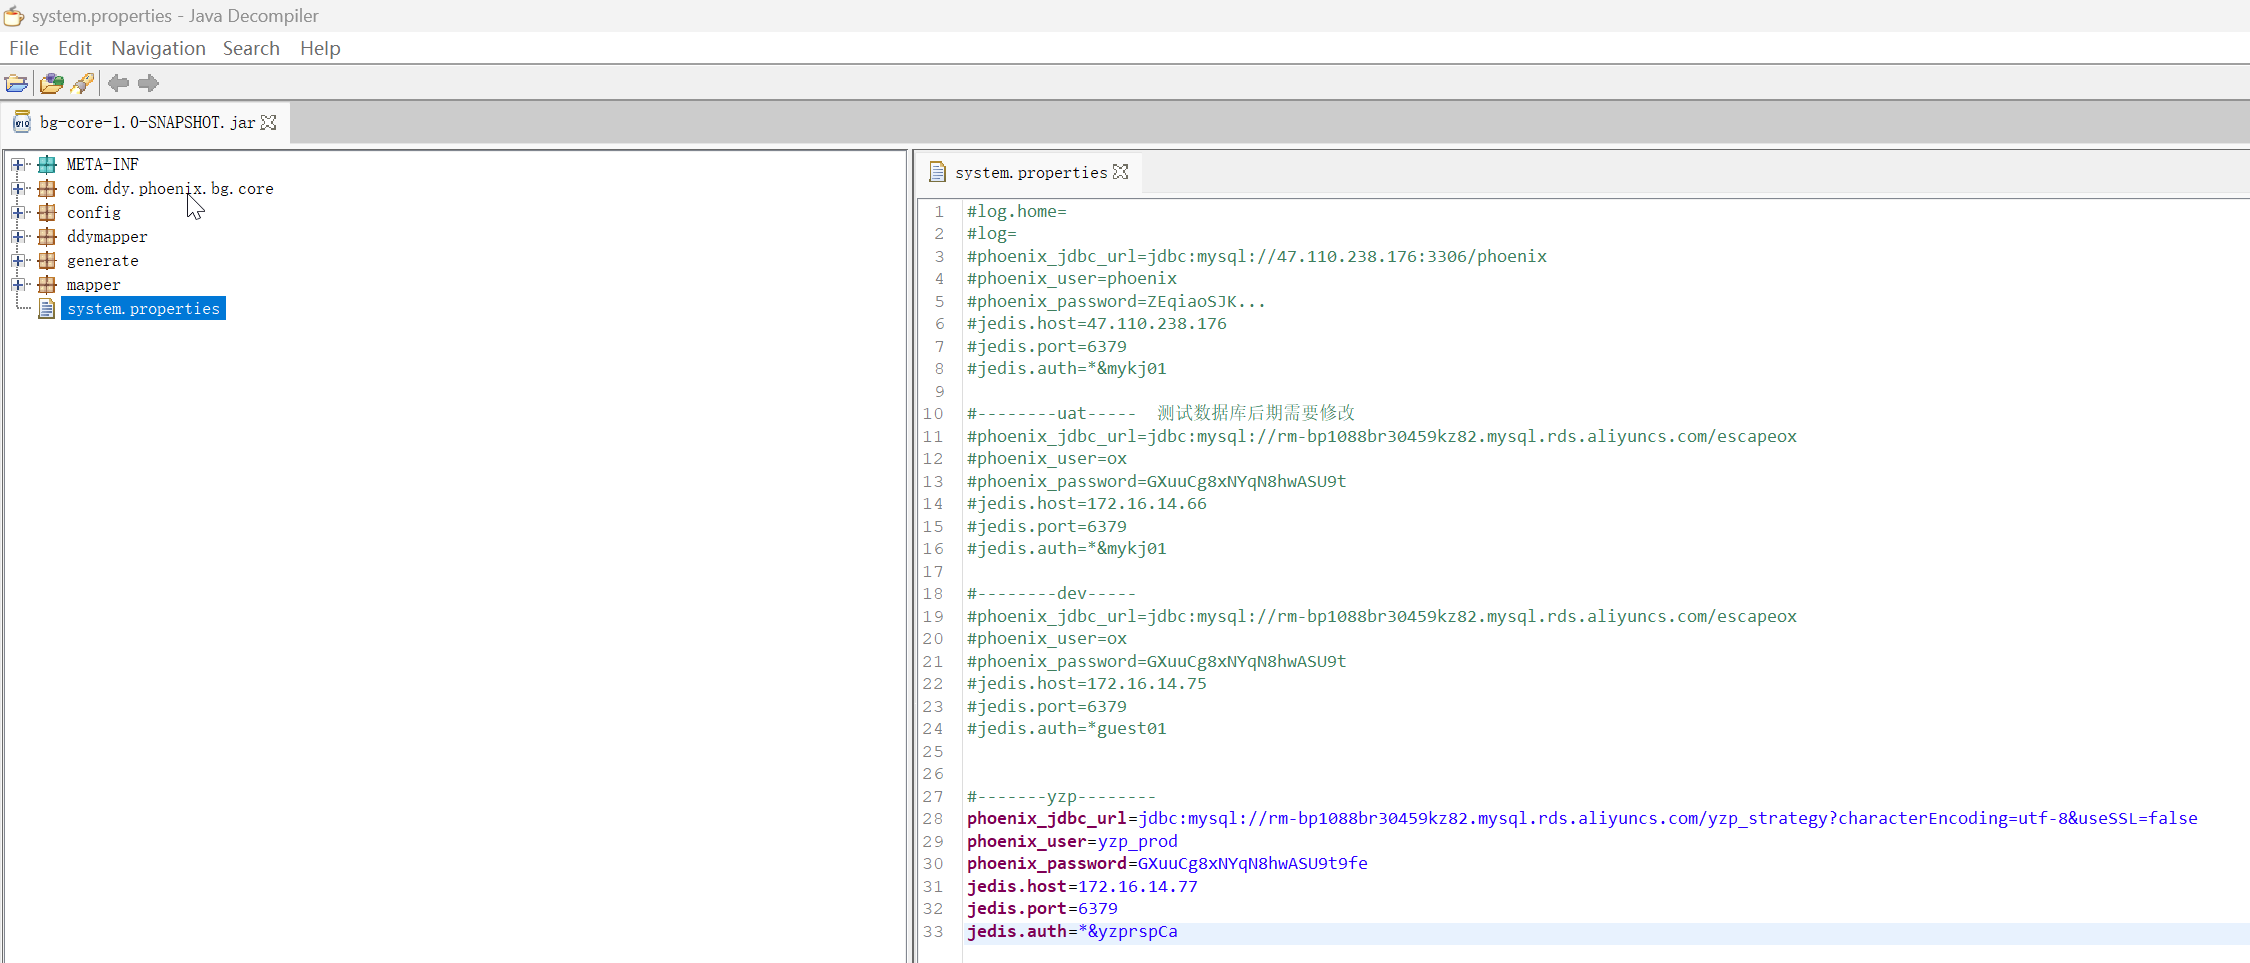 system.properties - Java Decompiler
File Edit Navigation Search Help
bg-core-1.0-SNAPSHOT.jar
META-INF
com.ddy.phoenix.bg.core
config
ddymapper
generate
mapper
system.properties
system.properties
1 #log.home=
2 #log=
3 #phoenix_jdbc_url=jdbc:mysql://47.110.238.176:3306/phoenix
4 #phoenix_user=phoenix
5 #phoenix_password=ZEqiaoSJK...
6 #jedis.host=47.110.238.176
7 #jedis.port=6379
8 #jedis.auth=*&mykj01
9
10 #--------uat----- 测试数据库后期需要修改
11 #phoenix_jdbc_url=jdbc:mysql://rm-bp1088br30459kz82.mysql.rds.aliyuncs.com/escapeox
12 #phoenix_user=ox
13 #phoenix_password=GXuuCg8xNYqN8hwASU9t
14 #jedis.host=172.16.14.66
15 #jedis.port=6379
16 #jedis.auth=*&mykj01
17
18 #--------dev-----
19 #phoenix_jdbc_url=jdbc:mysql://rm-bp1088br30459kz82.mysql.rds.aliyuncs.com/escapeox
20 #phoenix_user=ox
21 #phoenix_password=GXuuCg8xNYqN8hwASU9t
22 #jedis.host=172.16.14.75
23 #jedis.port=6379
24 #jedis.auth=*guest01
25
26
27 #-------yzp--------
28 phoenix_jdbc_url=jdbc:mysql://rm-bp1088br30459kz82.mysql.rds.aliyuncs.com/yzp_strategy?characterEncoding=utf-8&useSSL=false
29 phoenix_user=yzp_prod
30 phoenix_password=GXuuCg8xNYqN8hwASU9t9fe
31 jedis.host=172.16.14.77
32 jedis.port=6379
33 jedis.auth=*&yzprspCa